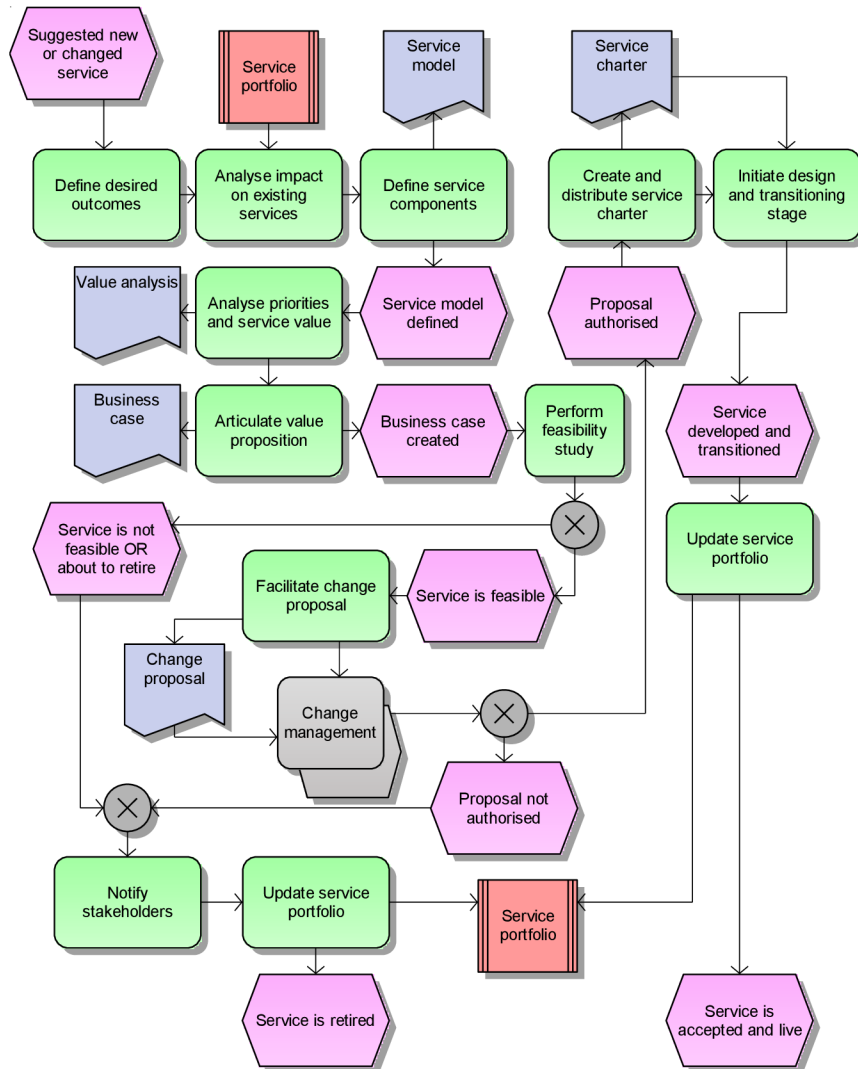 Suggested new
or changed
service
Service
portfolio
Service
model
Service
charter
Define desired
outcomes
Analyse impact
on existing
services
Define service
components
Create and
distribute service
charter
Initiate design
and transitioning
stage
Value analysis
Analyse priorities
and service value
Service model
defined
Proposal
authorised
Business
case
Articulate value
proposition
Business case
created
Perform
feasibility
study
Service
developed and
transitioned
Service is not
feasible OR
about to retire
Update service
portfolio
Facilitate change
proposal
Service is feasible
Change
proposal
Change
management
Proposal not
authorised
Notify
stakeholders
Update service
portfolio
Service
portfolio
Service is retired
Service is
accepted and live